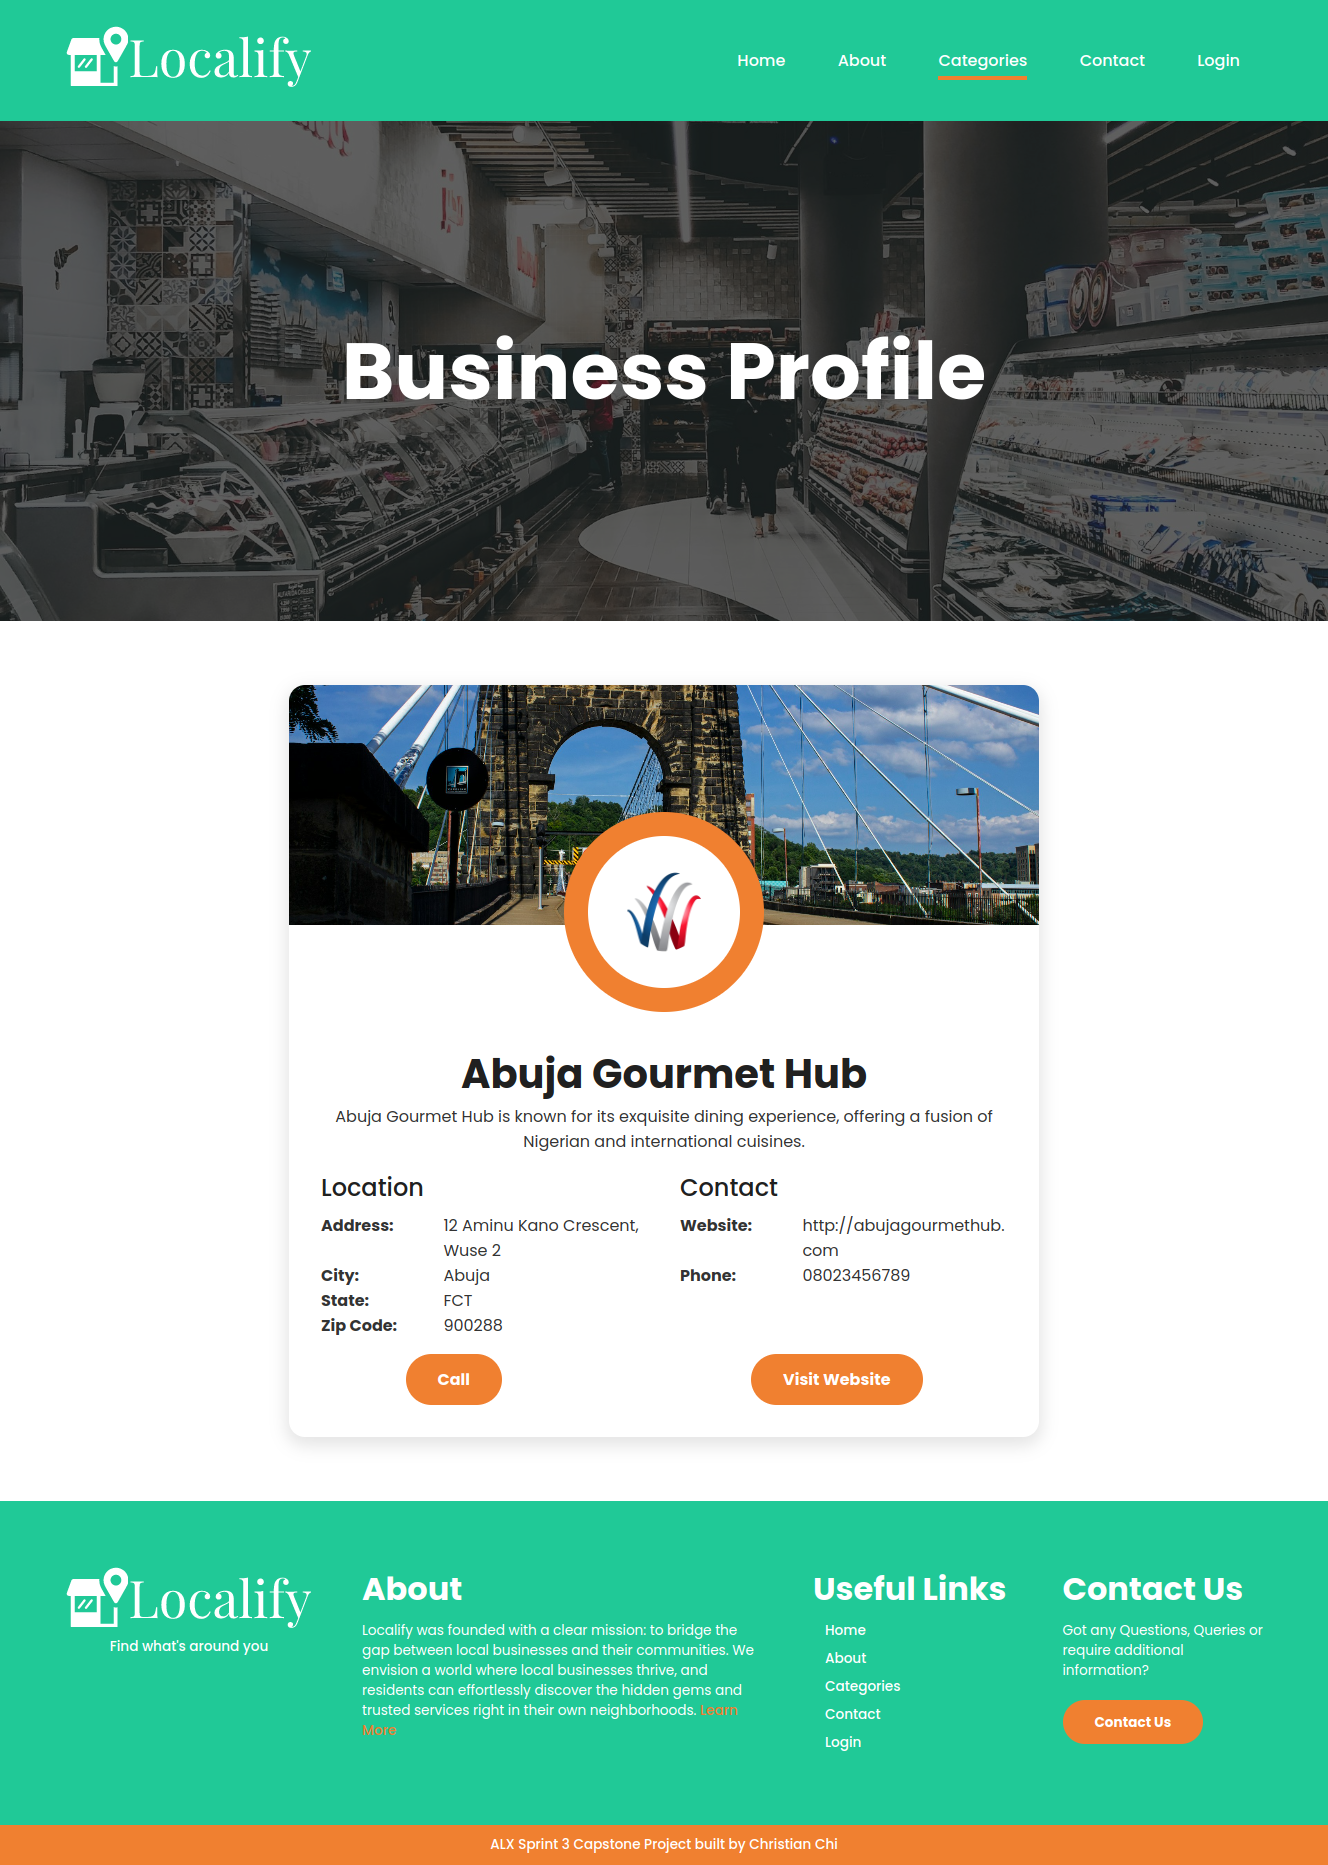 Localify
Home About Categories Contact Login
Business Profile
Abuja Gourmet Hub
Abuja Gourmet Hub is known for its exquisite dining experience, offering a fusion of
Nigerian and international cuisines.
Location
Address: 12 Aminu Kano Crescent,
Wuse 2
City: Abuja
State: FCT
Zip Code: 900288
Contact
Website: http://abujagourmethub.
com
Phone: 08023456789
Call
Visit Website
Localify
Find what's around you
About
Localify was founded with a clear mission: to bridge the
gap between local businesses and their communities. We
envision a world where local businesses thrive, and
residents can effortlessly discover the hidden gems and
trusted services right in their own neighborhoods. Learn
More
Useful Links
Home
About
Categories
Contact
Login
Contact Us
Got any Questions, Queries or
require additional
information?
Contact Us
ALX Sprint 3 Capstone Project built by Christian Chi